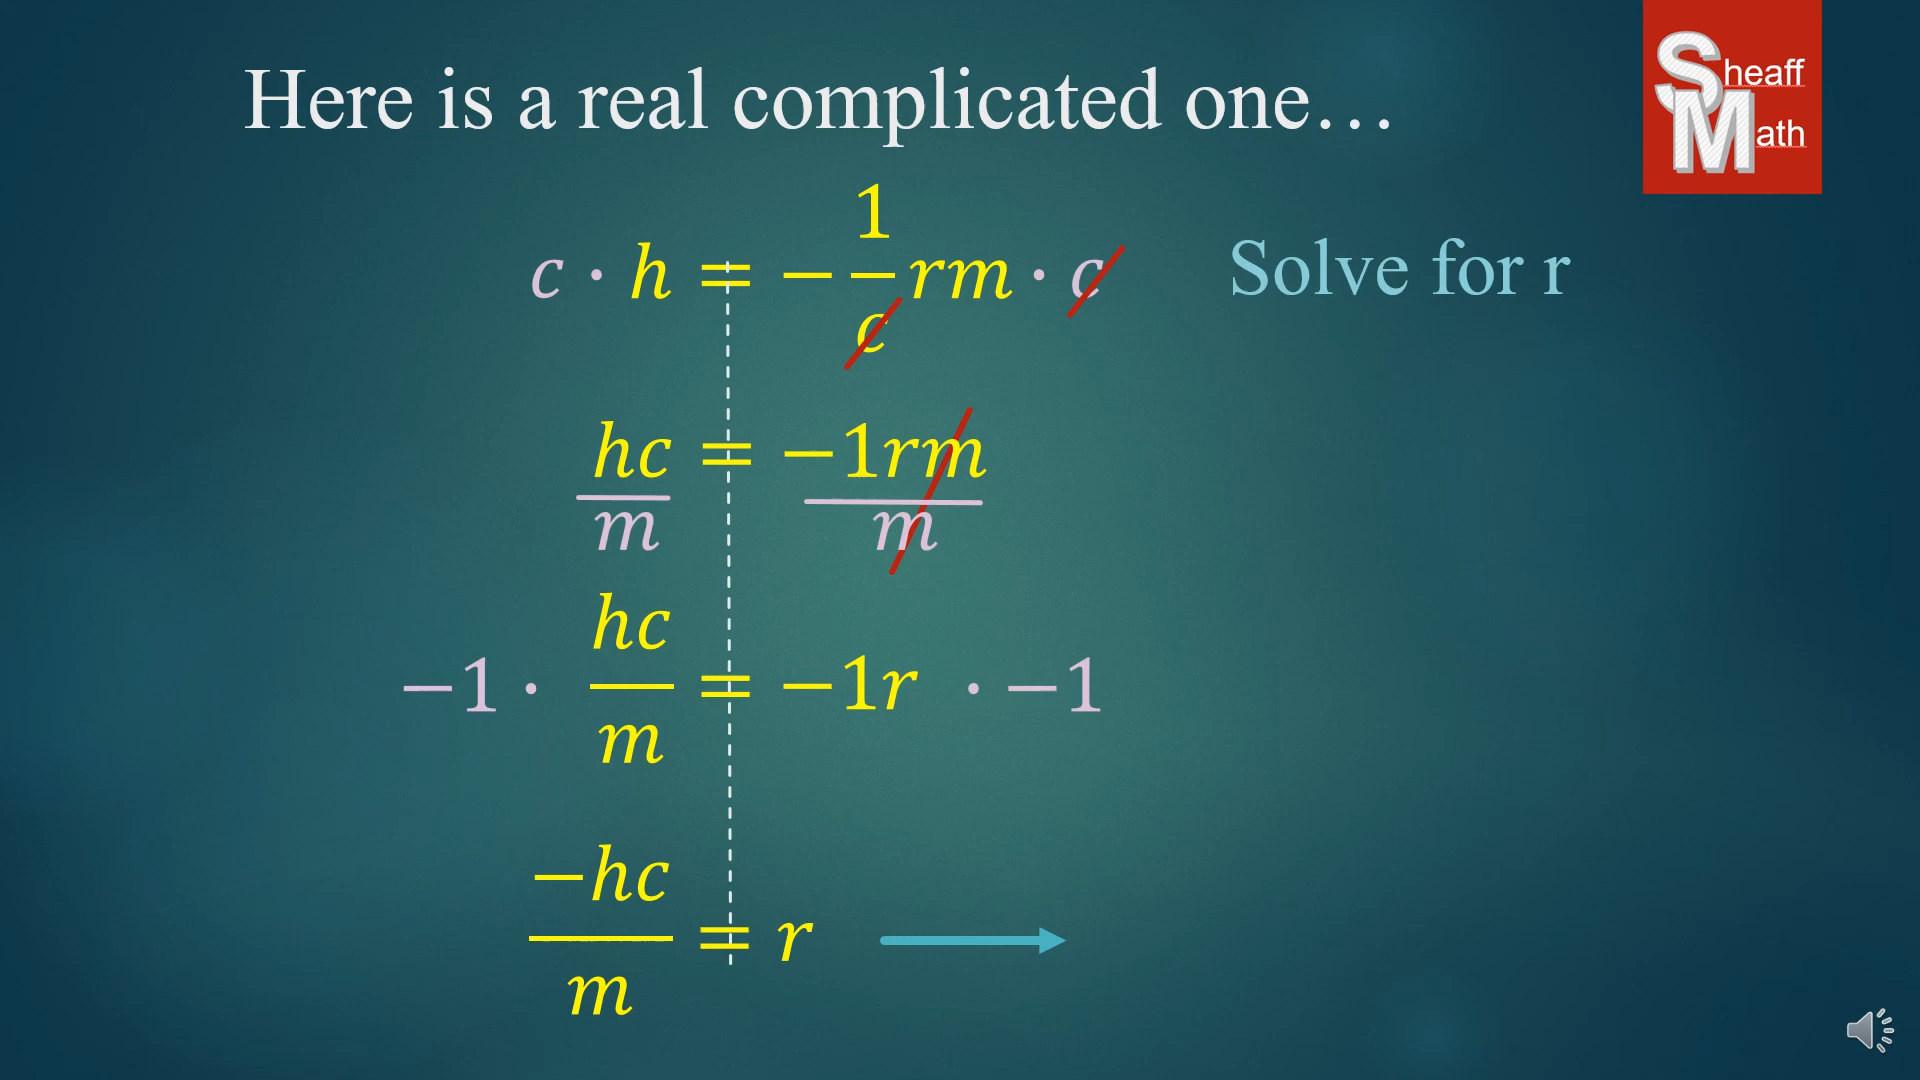 Here is a real complicated one…
Sheaff
Math
c · h = − 1/c rm · c
Solve for r
hc/m = −1rm/m
−1 · hc/m = −1r · −1
−hc/m = r